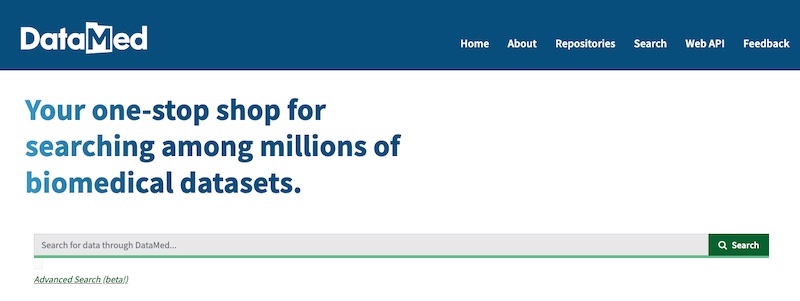 DataMed
Home About Repositories Search Web API Feedback
Your one-stop shop for
searching among millions of
biomedical datasets.
Search for data through DataMed...
Search
Advanced Search (beta!)